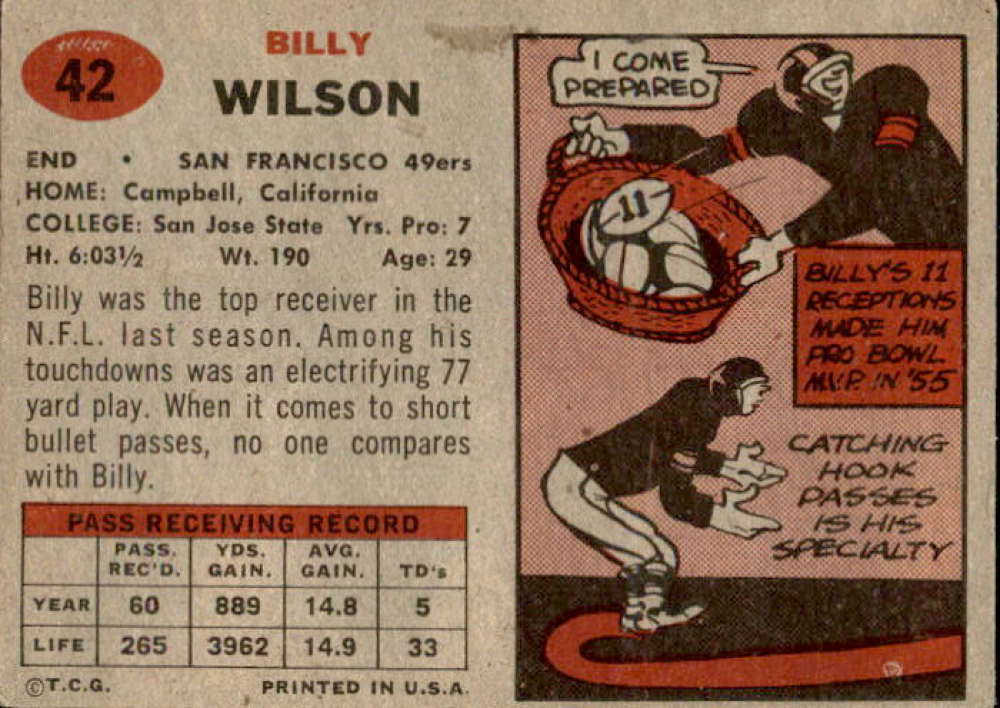 42
BILLY
WILSON
END • SAN FRANCISCO 49ers
HOME: Campbell, California
COLLEGE: San Jose State Yrs. Pro: 7
Ht. 6:03½ Wt. 190 Age: 29
Billy was the top receiver in the
N.F.L. last season. Among his
touchdowns was an electrifying 77
yard play. When it comes to short
bullet passes, no one compares
with Billy.
PASS RECEIVING RECORD
PASS. REC'D. YDS. GAIN. AVG. GAIN. TD's
YEAR 60 889 14.8 5
LIFE 265 3962 14.9 33
©T.C.G. PRINTED IN U.S.A.
I COME
PREPARED
11
BILLY'S 11
RECEPTIONS
MADE HIM
PRO BOWL
M.V.P. IN '55
CATCHING
HOOK
PASSES
IS HIS
SPECIALTY